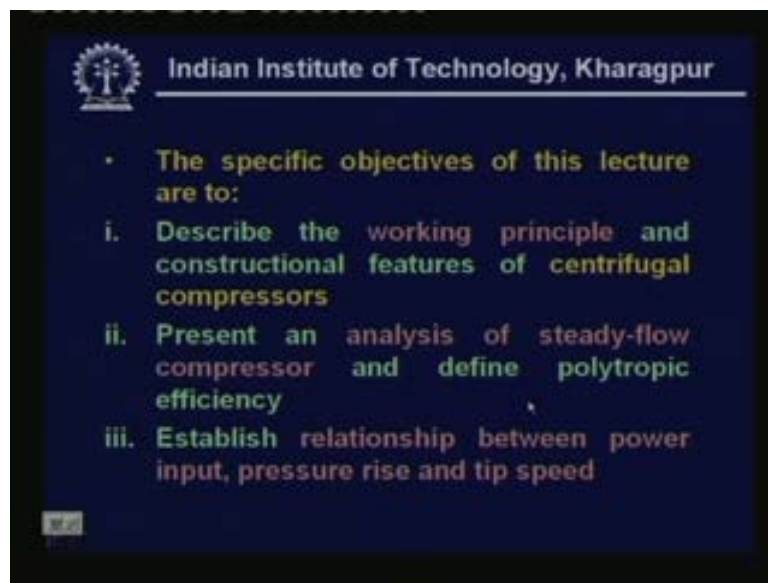 Indian Institute of Technology, Kharagpur
• The specific objectives of this lecture
are to:
i. Describe the working principle and
constructional features of centrifugal
compressors
ii. Present an analysis of steady-flow
compressor and define polytropic
efficiency
iii. Establish relationship between power
input, pressure rise and tip speed